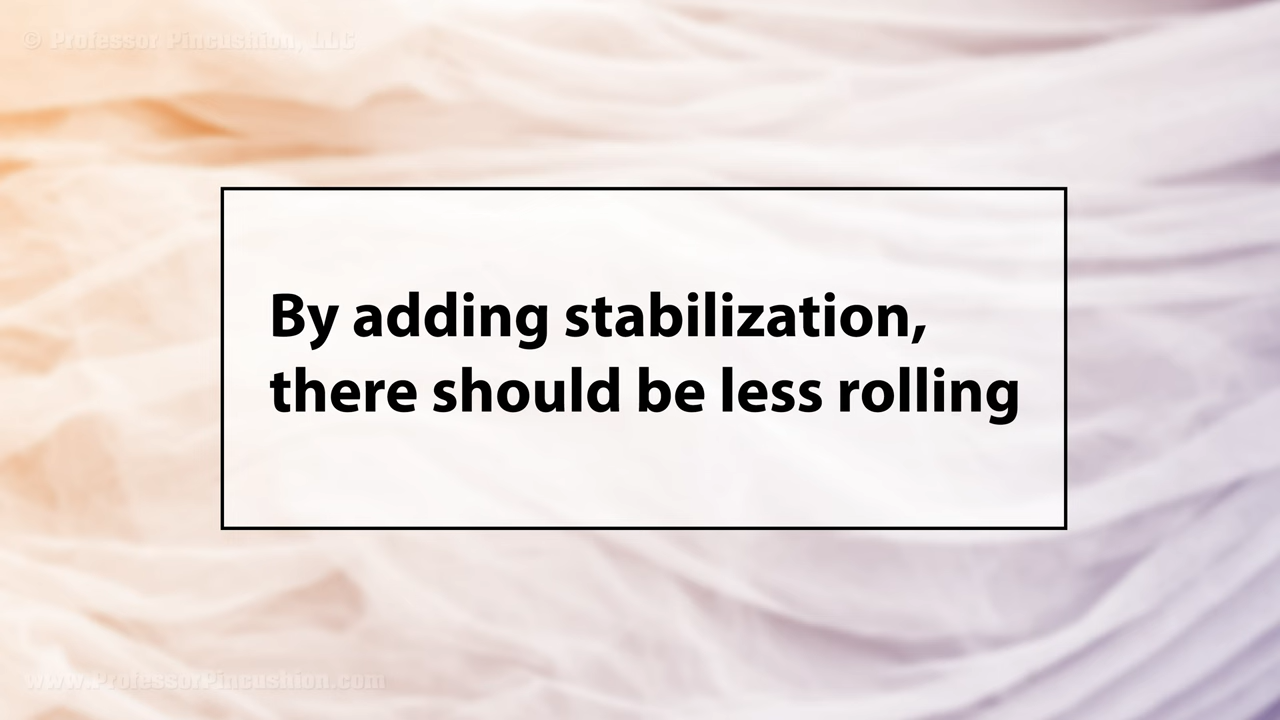 © Professor Pincushion, LLC
By adding stabilization,
there should be less rolling
www.ProfessorPincushion.com